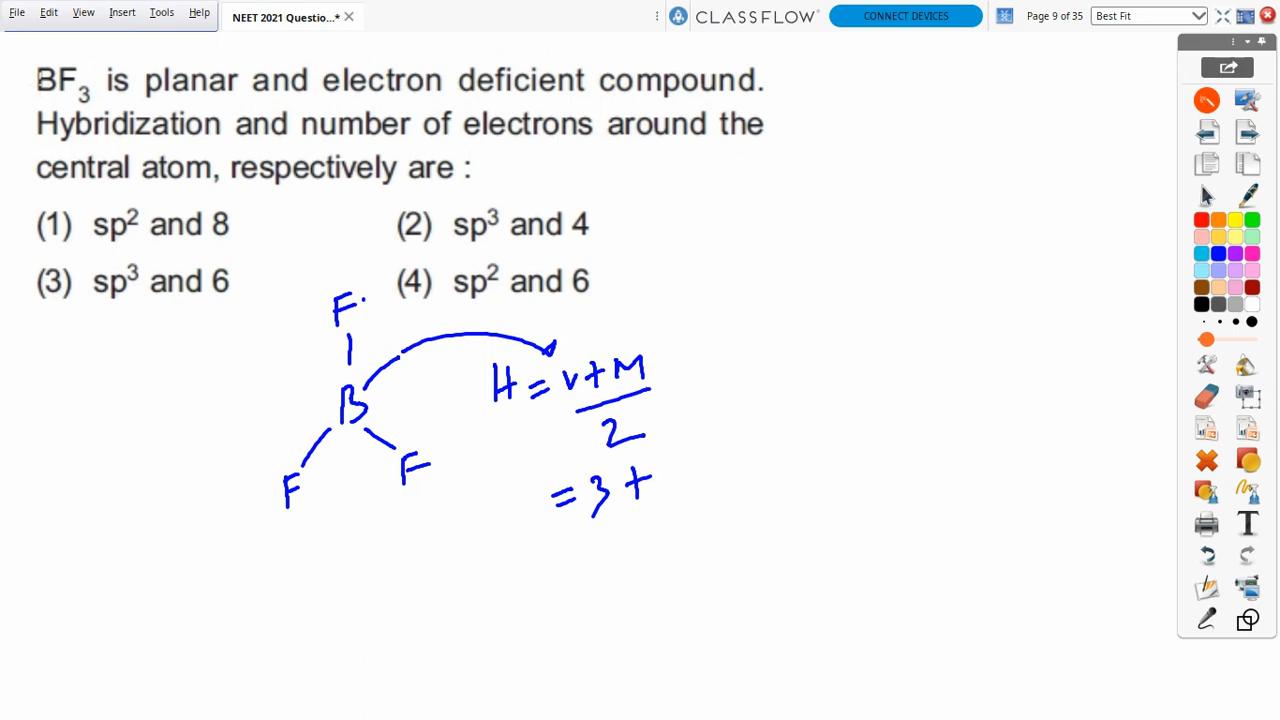 File Edit View Insert Tools Help
NEET 2021 Questio...*
CLASSFLOW
CONNECT DEVICES
Page 9 of 35
Best Fit
BF₃ is planar and electron deficient compound.
Hybridization and number of electrons around the
central atom, respectively are :
(1) sp² and 8 (2) sp³ and 4
(3) sp³ and 6 (4) sp² and 6
F
B
F F
H = V+M
2
= 3 +
T